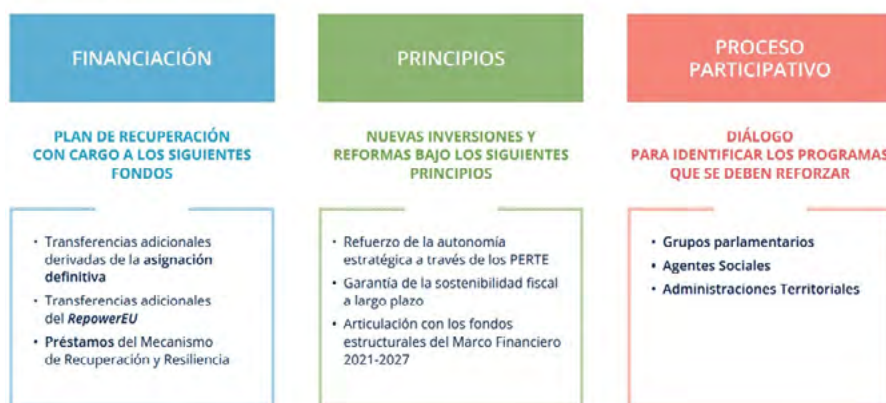 FINANCIACIÓN
PLAN DE RECUPERACIÓN
CON CARGO A LOS SIGUIENTES
FONDOS
· Transferencias adicionales
derivadas de la asignación
definitiva
· Transferencias adicionales
del RepowerEU
· Préstamos del Mecanismo
de Recuperación y Resiliencia
PRINCIPIOS
NUEVAS INVERSIONES Y
REFORMAS BAJO LOS SIGUIENTES
PRINCIPIOS
· Refuerzo de la autonomía
estratégica a través de los PERTE
· Garantía de la sostenibilidad fiscal
a largo plazo
· Articulación con los fondos
estructurales del Marco Financiero
2021-2027
PROCESO
PARTICIPATIVO
DIÁLOGO
PARA IDENTIFICAR LOS PROGRAMAS
QUE SE DEBEN REFORZAR
· Grupos parlamentarios
· Agentes Sociales
· Administraciones Territoriales